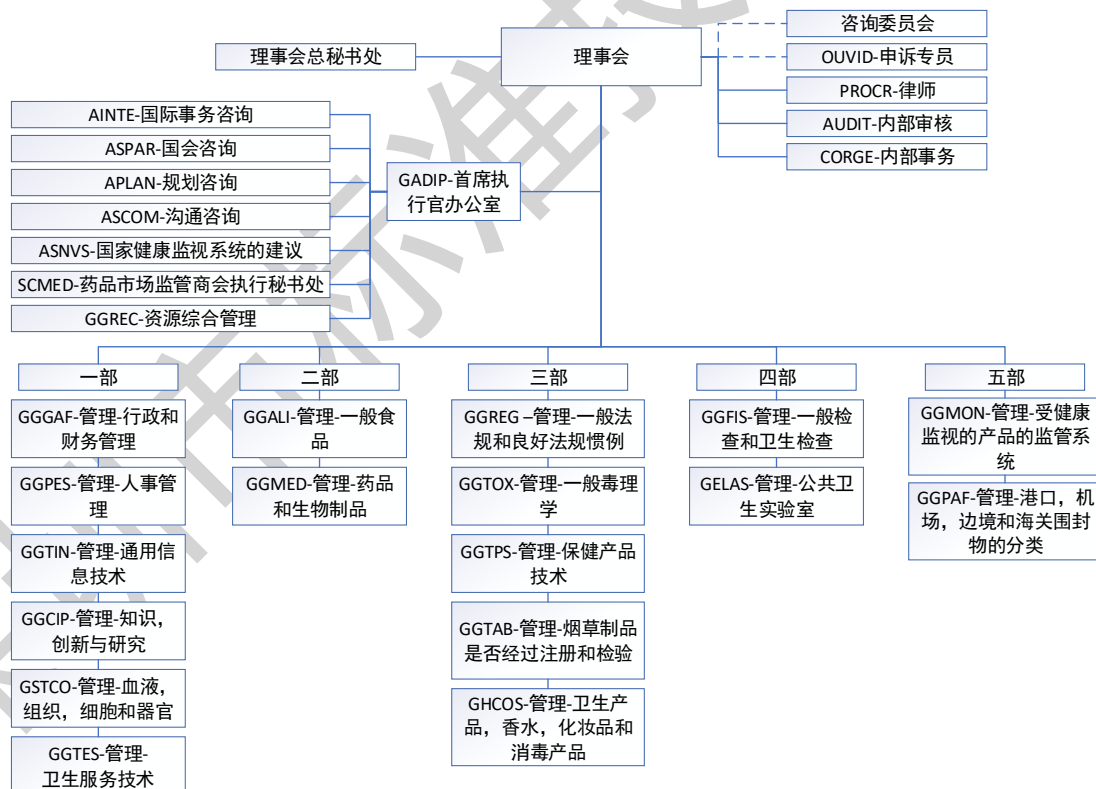 理事会总秘书处
理事会
咨询委员会
OUVID-申诉专员
PROCR-律师
AUDIT-内部审核
CORGE-内部事务
AINTE-国际事务咨询
ASPAR-国会咨询
APLAN-规划咨询
ASCOM-沟通咨询
ASNVS-国家健康监视系统的建议
SCMED-药品市场监管商会执行秘书处
GGREC-资源综合管理
GADIP-首席执
行官办公室
一部
GGGAF-管理-行政和
财务管理
GGPES-管理-人事管
理
GGTIN-管理-通用信
息技术
GGCIP-管理-知识，
创新与研究
GSTCO-管理-血液，
组织，细胞和器官
GGTES-管理-
卫生服务技术
二部
GGALI-管理-一般食
品
GGMED-管理-药品
和生物制品
三部
GGREG –管理-一般法
规和良好法规惯例
GGTOX-管理-一般毒理
学
GGTPS-管理-保健产品
技术
GGTAB-管理-烟草制品
是否经过注册和检验
GHCOS-管理-卫生产
品，香水，化妆品和
消毒产品
四部
GGFIS-管理-一般检
查和卫生检查
GELAS-管理-公共卫
生实验室
五部
GGMON-管理-受健康
监视的产品的监管系
统
GGPAF-管理-港口，机
场，边境和海关围封
物的分类
市标准技